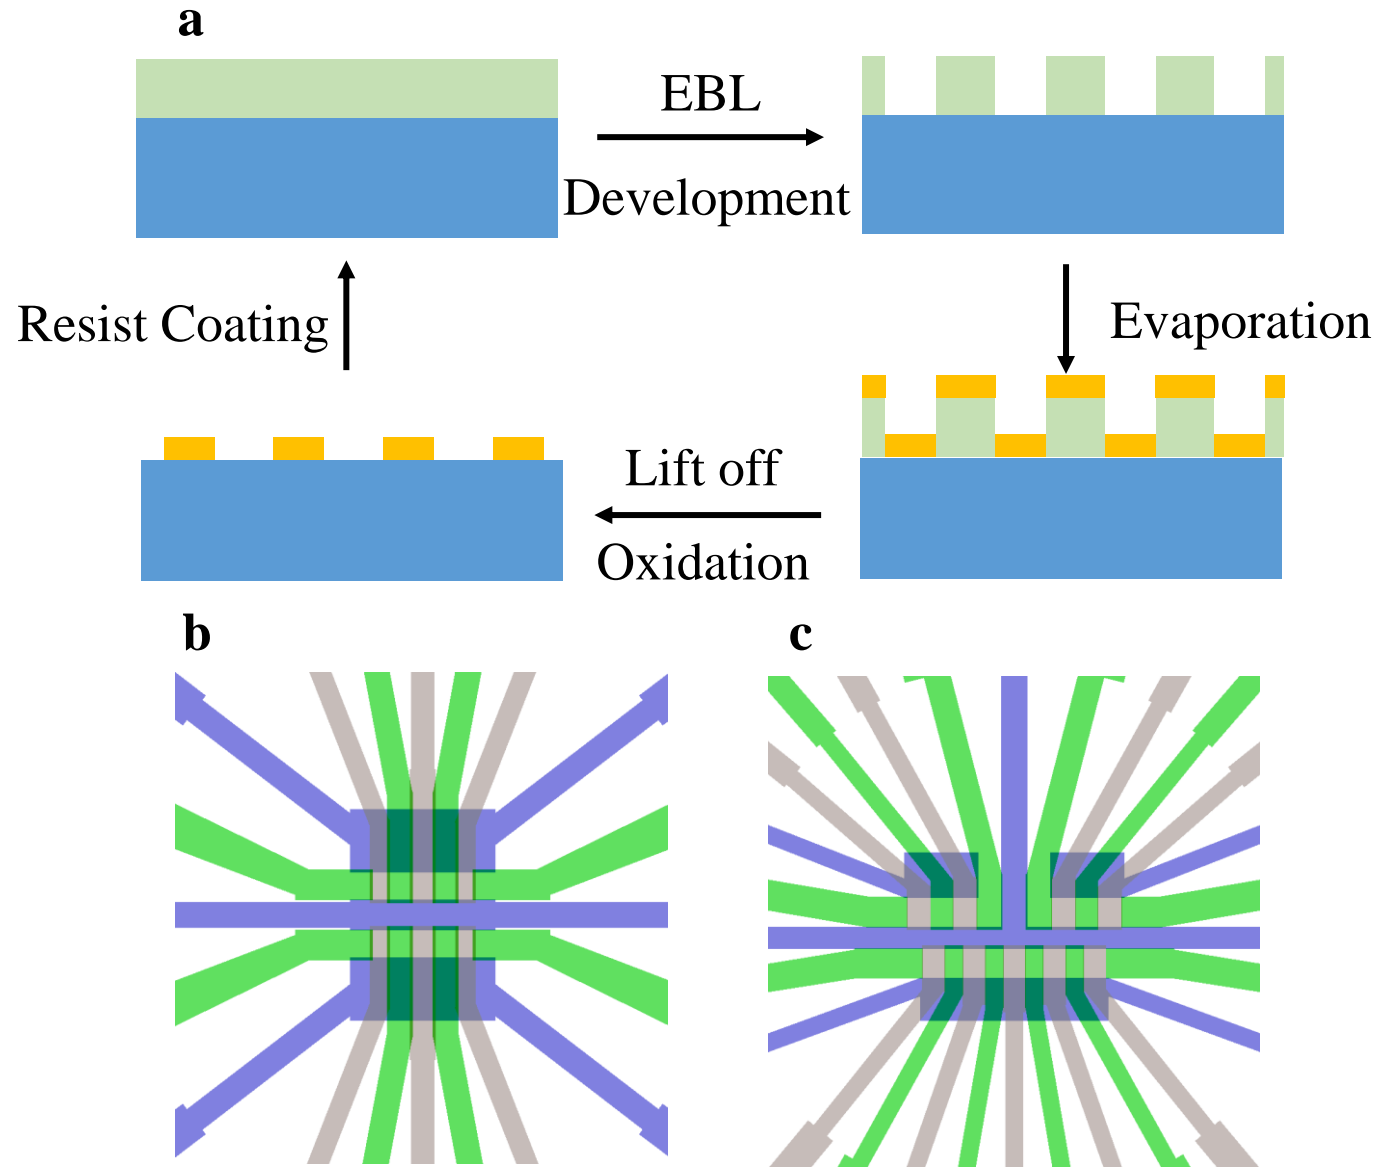 a
EBL
Development
Resist Coating
Evaporation
Lift off
Oxidation
b
c